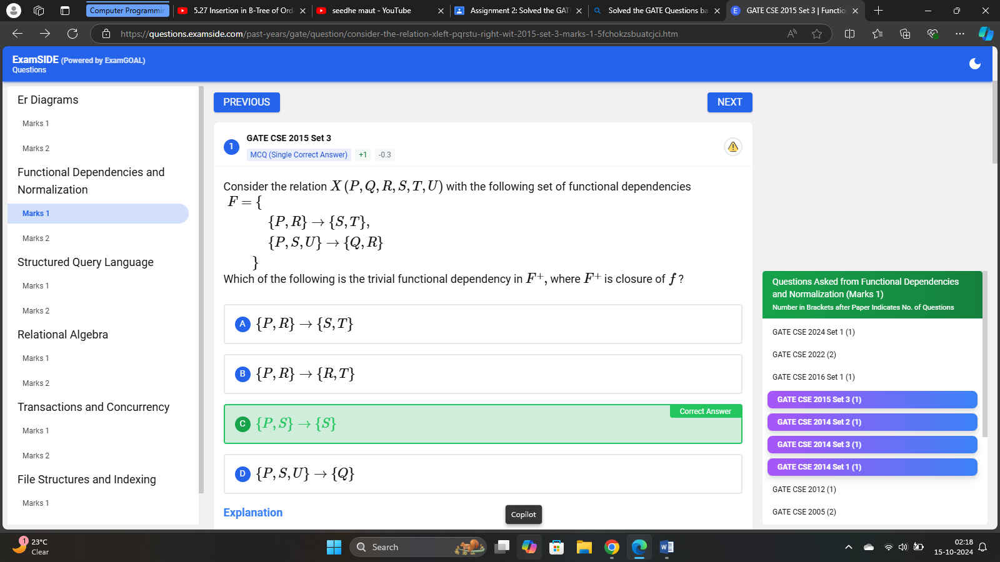 Computer Programmin
5.27 Insertion in B-Tree of Ord
seedhe maut - YouTube
Assignment 2: Solved the GATI
Solved the GATE Questions ba
GATE CSE 2015 Set 3 | Functio
https://questions.examside.com/past-years/gate/question/consider-the-relation-xleft-pqrstu-right-wit-2015-set-3-marks-1-5fchokzsbuatcjci.htm
ExamSIDE (Powered by ExamGOAL)
Questions
Er Diagrams
Marks 1
Marks 2
Functional Dependencies and
Normalization
Marks 1
Marks 2
Structured Query Language
Marks 1
Marks 2
Relational Algebra
Marks 1
Marks 2
Transactions and Concurrency
Marks 1
Marks 2
File Structures and Indexing
Marks 1
PREVIOUS
NEXT
1
GATE CSE 2015 Set 3
MCQ (Single Correct Answer) +1 -0.3
Consider the relation X (P, Q, R, S, T, U) with the following set of functional dependencies
F = {
{P, R} → {S, T},
{P, S, U} → {Q, R}
}
Which of the following is the trivial functional dependency in F⁺, where F⁺ is closure of f ?
A {P, R} → {S, T}
B {P, R} → {R, T}
Correct Answer
C {P, S} → {S}
D {P, S, U} → {Q}
Explanation
Copilot
Questions Asked from Functional Dependencies
and Normalization (Marks 1)
Number in Brackets after Paper Indicates No. of Questions
GATE CSE 2024 Set 1 (1)
GATE CSE 2022 (2)
GATE CSE 2016 Set 1 (1)
GATE CSE 2015 Set 3 (1)
GATE CSE 2014 Set 2 (1)
GATE CSE 2014 Set 3 (1)
GATE CSE 2014 Set 1 (1)
GATE CSE 2012 (1)
GATE CSE 2005 (2)
1
23°C
Clear
Search
02:18
15-10-2024